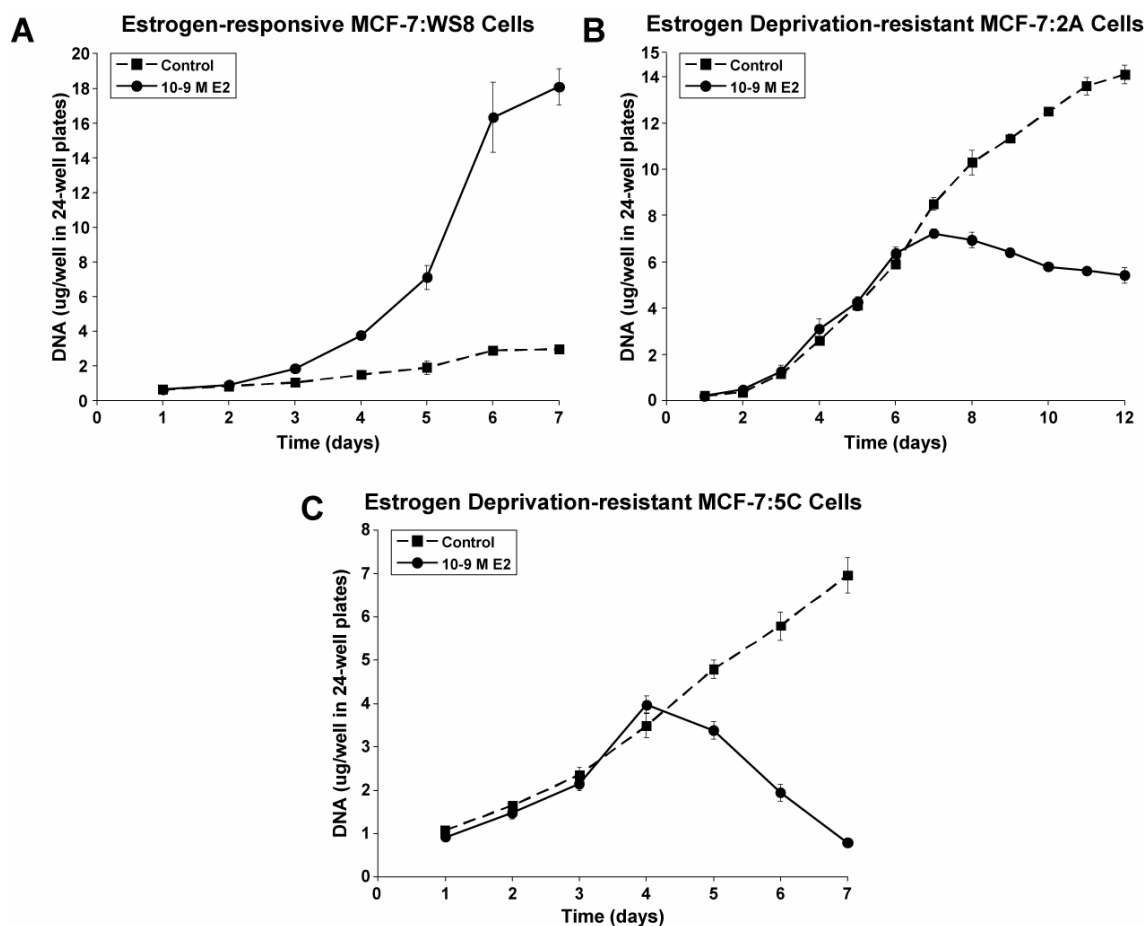 A
Estrogen-responsive MCF-7:WS8 Cells
20
18
16
14
12
10
8
6
4
2
0
DNA (ug/well in 24-well plates)
Control
10-9 M E2
0 1 2 3 4 5 6 7
Time (days)
B
Estrogen Deprivation-resistant MCF-7:2A Cells
15
14
12
10
8
6
4
2
0
DNA (ug/well in 24-well plates)
Control
10-9 M E2
0 2 4 6 8 10 12
Time (days)
C
Estrogen Deprivation-resistant MCF-7:5C Cells
8
7
6
5
4
3
2
1
0
DNA (ug/well in 24-well plates)
Control
10-9 M E2
0 1 2 3 4 5 6 7
Time (days)